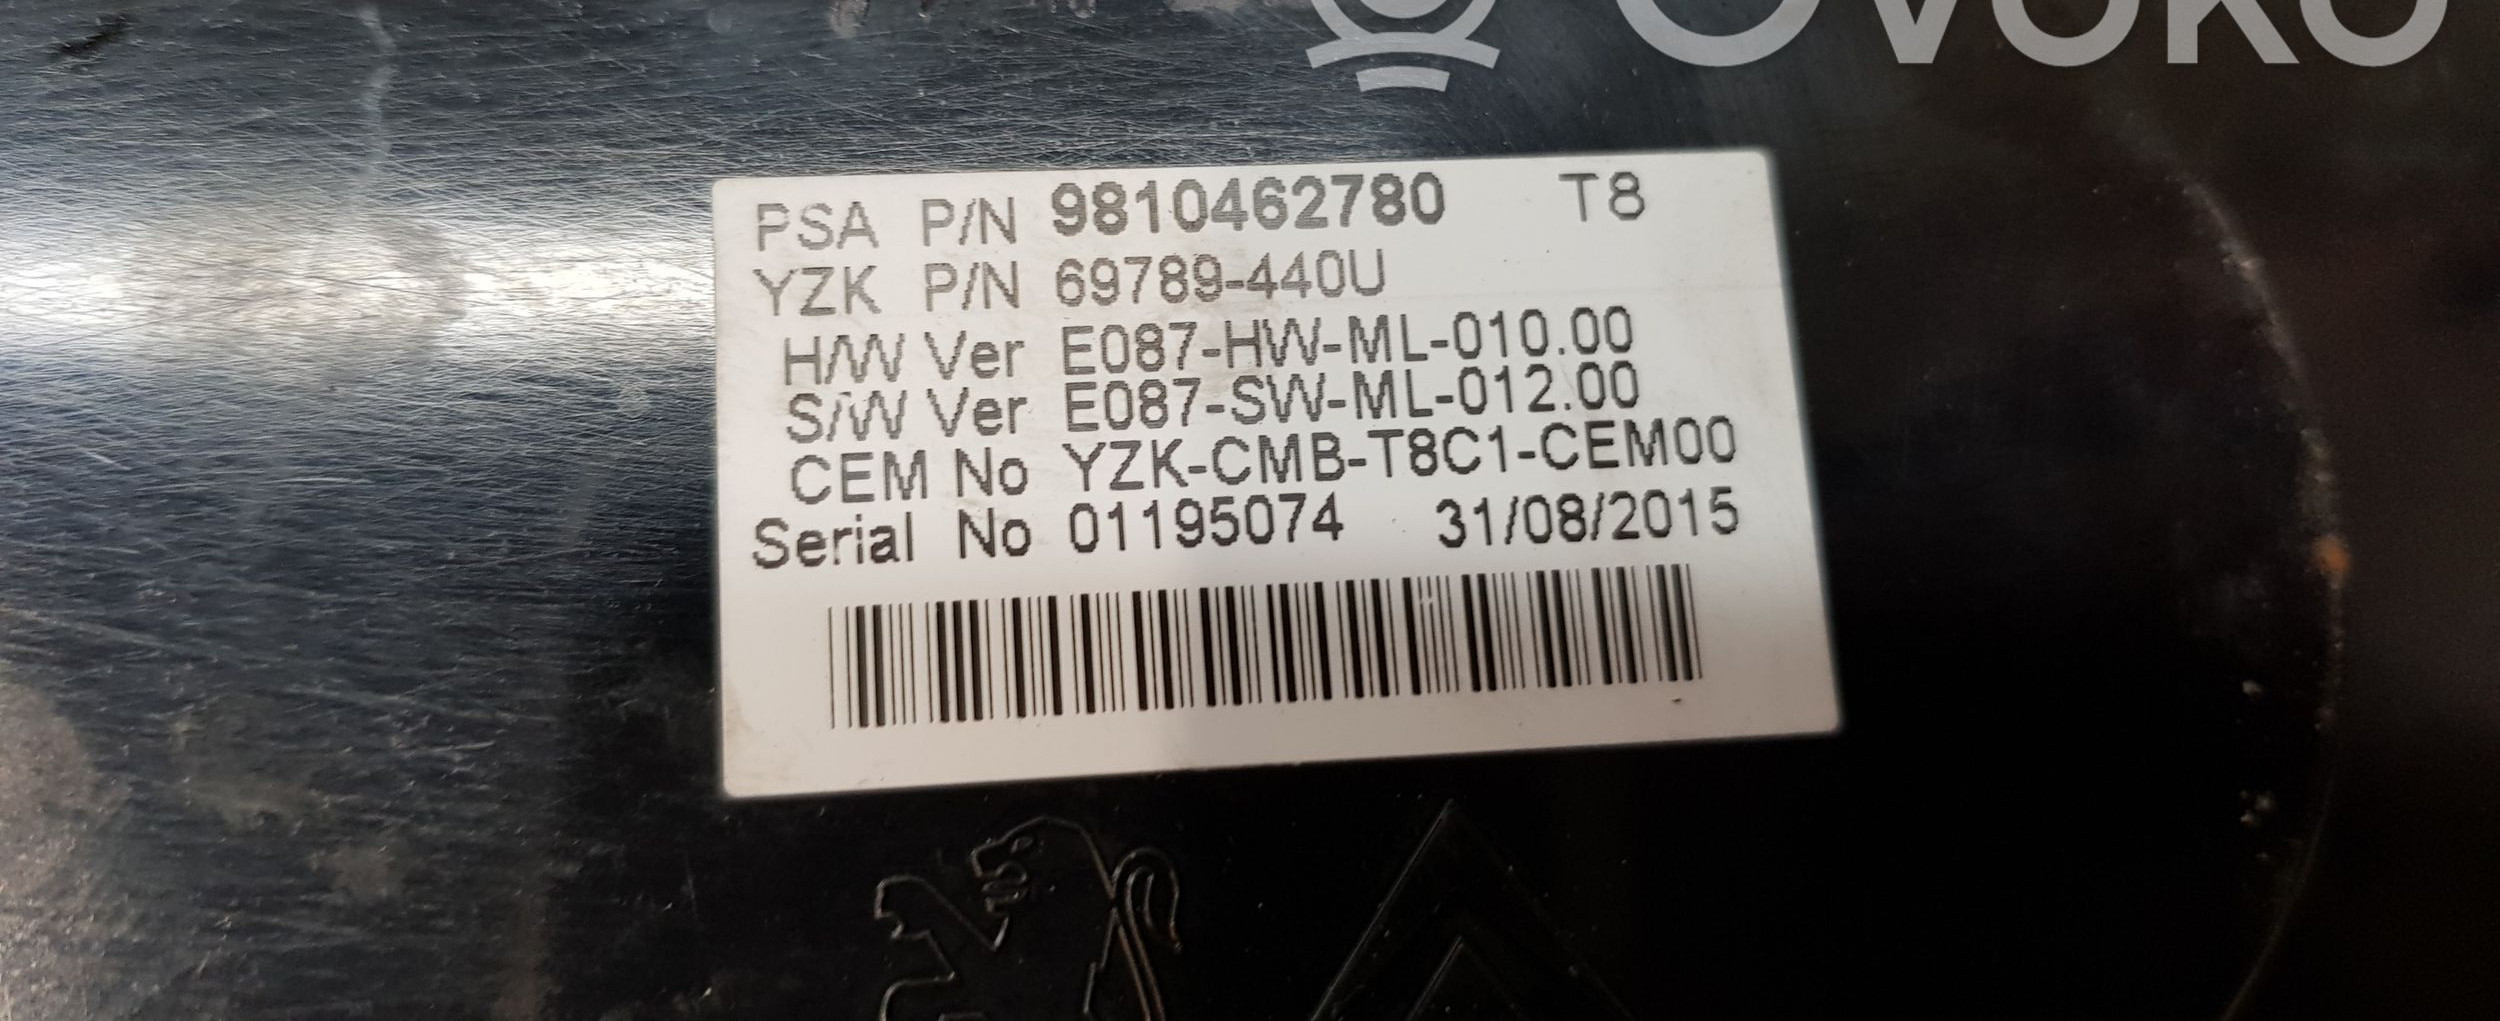 OVOKO
PSA P/N 9810462780 T8
YZK P/N 69789-440U
H/W Ver E087-HW-ML-010.00
S/W Ver E087-SW-ML-012.00
CEM No YZK-CMB-T8C1-CEM00
Serial No 01195074 31/08/2015